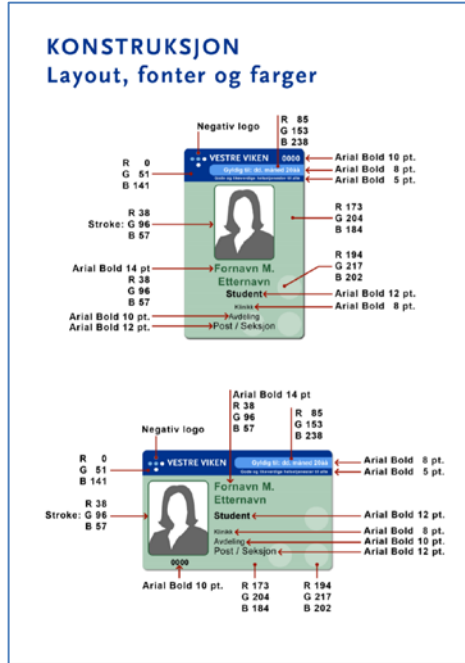 KONSTRUKSJON
Layout, fonter og farger
R 85
G 153
B 238
Negativ logo
VESTRE VIKEN 0000
Arial Bold 10 pt.
Gyldig til: dd. måned 20åå
Arial Bold 8 pt.
Arial Bold 5 pt.
R 0
G 51
B 141
R 38
Stroke: G 96
B 57
R 173
G 204
B 184
R 194
G 217
B 202
Arial Bold 14 pt
R 38
G 96
B 57
Fornavn M.
Etternavn
Student
Arial Bold 12 pt.
Klinikk
Arial Bold 8 pt.
Arial Bold 10 pt.
Avdeling
Arial Bold 12 pt.
Post / Seksjon
Arial Bold 14 pt
R 38
G 96
B 57
R 85
G 153
B 238
Negativ logo
VESTRE VIKEN
Gyldig til: dd. måned 20åå
Arial Bold 8 pt.
Arial Bold 5 pt.
R 0
G 51
B 141
R 38
Stroke: G 96
B 57
Fornavn M.
Etternavn
Student
Arial Bold 12 pt.
Klinikk
Arial Bold 8 pt.
Avdeling
Arial Bold 10 pt.
Post / Seksjon
Arial Bold 12 pt.
0000
Arial Bold 10 pt.
R 173
G 204
B 184
R 194
G 217
B 202